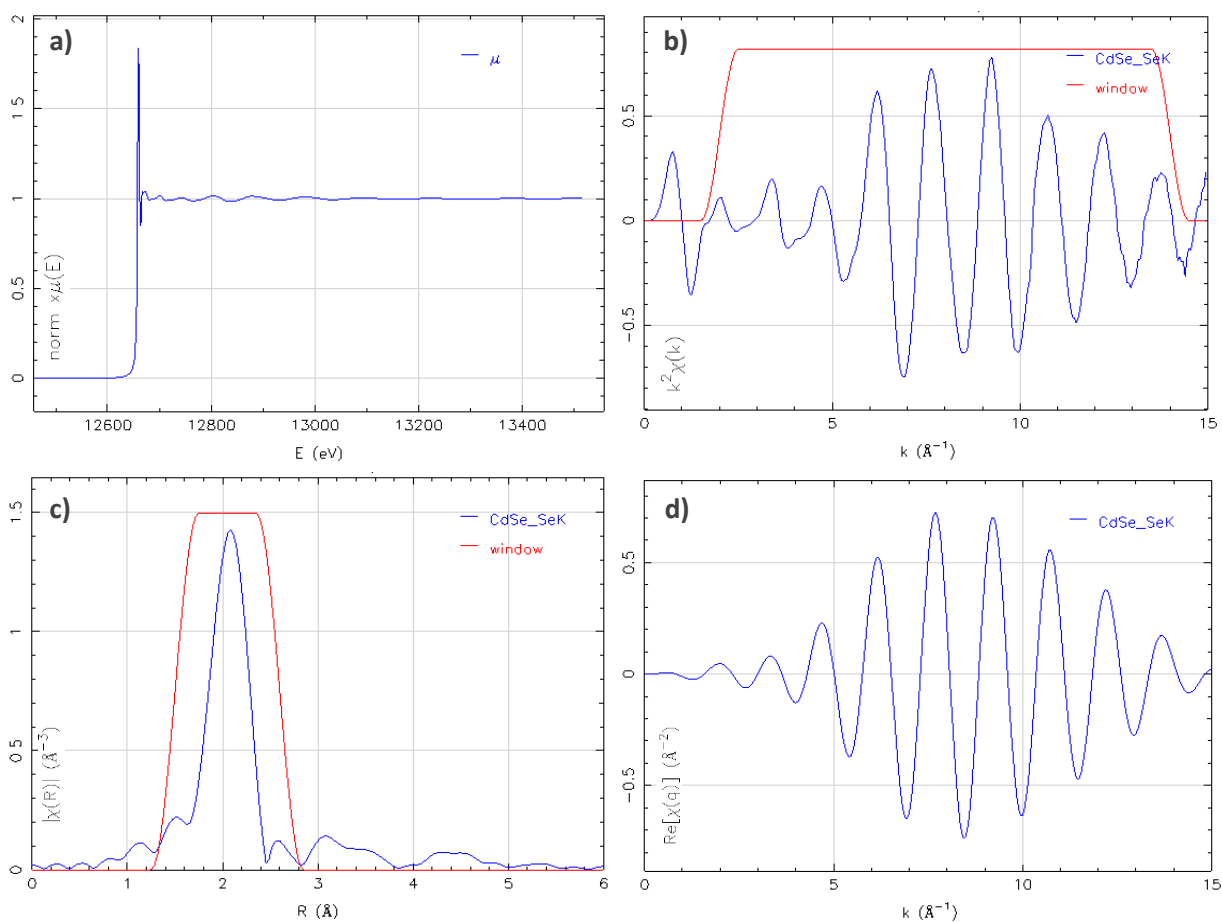 a)
2
1.5
1
0.5
0
norm xμ(E)
μ
12600 12800 13000 13200 13400
E (eV)
b)
0.5
0
−0.5
k²χ(k)
CdSe_SeK
window
0 5 10 15
k (Å⁻¹)
c)
1.5
1
0.5
0
|χ(R)| (Å⁻³)
CdSe_SeK
window
0 1 2 3 4 5 6
R (Å)
d)
0.5
0
−0.5
Re[χ(q)] (Å⁻²)
CdSe_SeK
0 5 10 15
k (Å⁻¹)